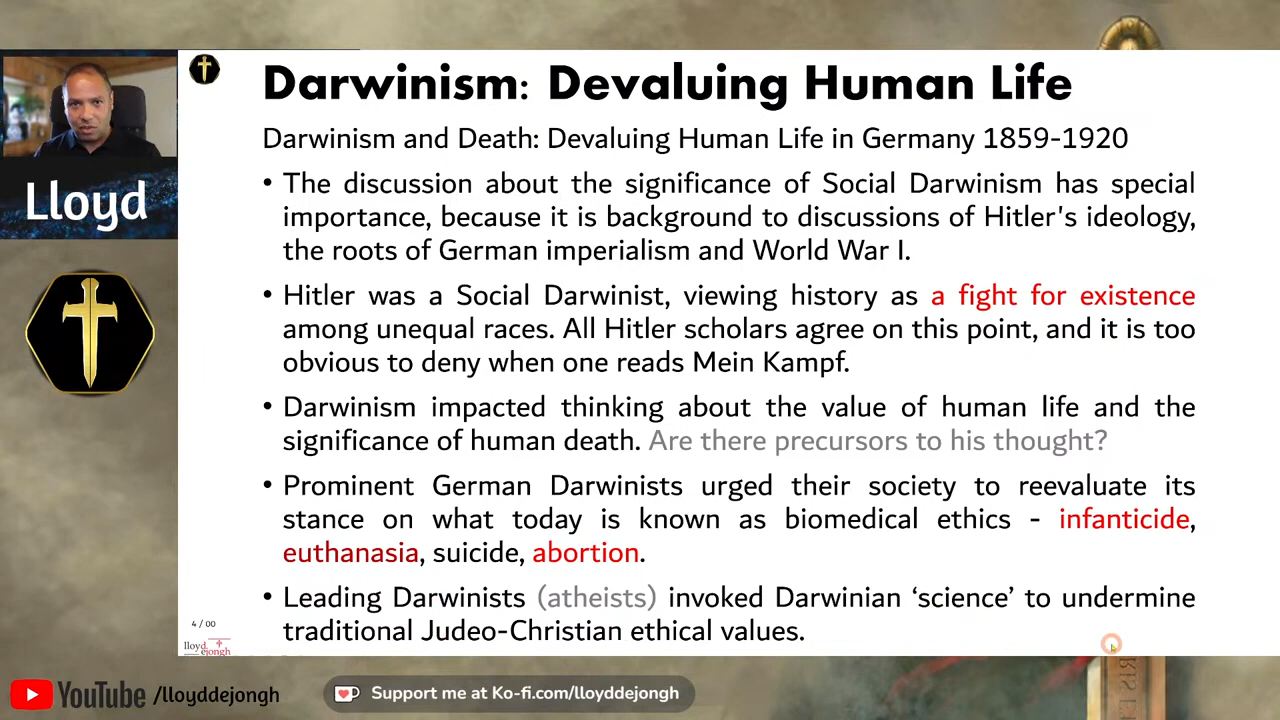 Darwinism: Devaluing Human Life
Darwinism and Death: Devaluing Human Life in Germany 1859-1920
Lloyd
• The discussion about the significance of Social Darwinism has special
importance, because it is background to discussions of Hitler's ideology,
the roots of German imperialism and World War I.
• Hitler was a Social Darwinist, viewing history as a fight for existence
among unequal races. All Hitler scholars agree on this point, and it is too
obvious to deny when one reads Mein Kampf.
• Darwinism impacted thinking about the value of human life and the
significance of human death. Are there precursors to his thought?
• Prominent German Darwinists urged their society to reevaluate its
stance on what today is known as biomedical ethics - infanticide,
euthanasia, suicide, abortion.
• Leading Darwinists (atheists) invoked Darwinian ‘science’ to undermine
traditional Judeo-Christian ethical values.
4 / 00
lloyd
ejongh
YouTube /lloyddejongh
Support me at Ko-fi.com/lloyddejongh